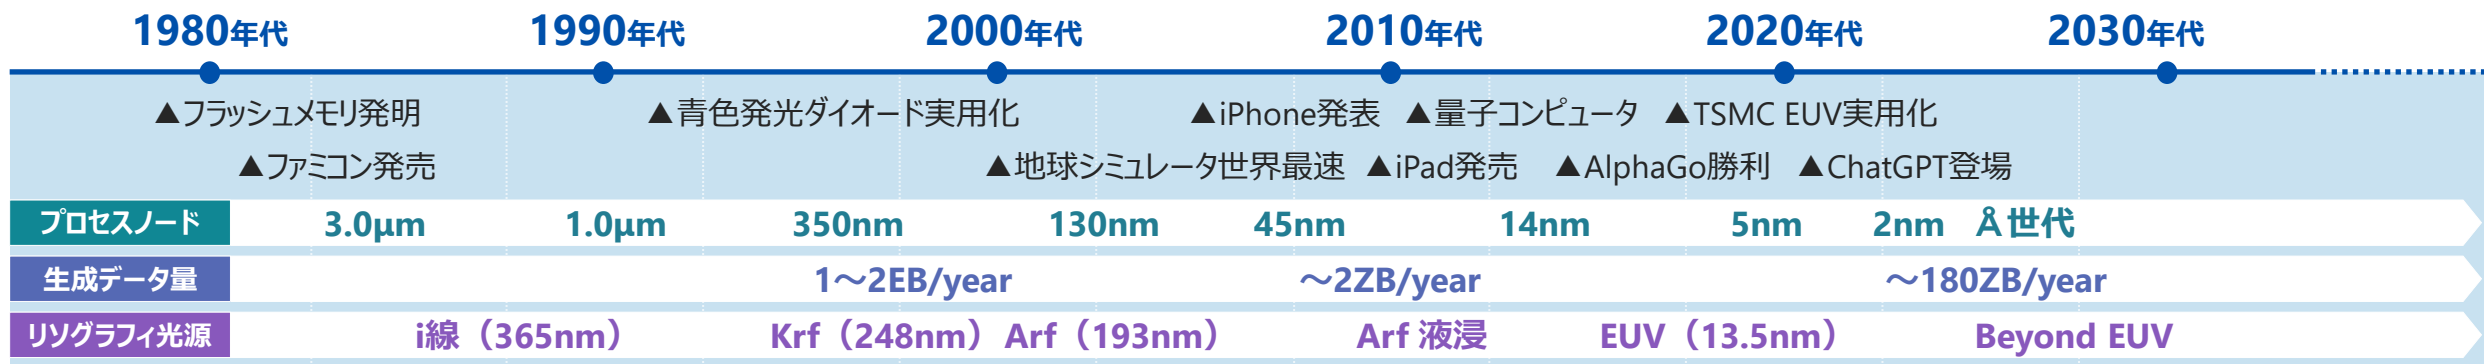 1980年代 1990年代 2000年代 2010年代 2020年代 2030年代
▲フラッシュメモリ発明 ▲青色発光ダイオード実用化 ▲iPhone発表 ▲量子コンピュータ ▲TSMC EUV実用化
▲ファミコン発売 ▲地球シミュレータ世界最速 ▲iPad発売 ▲AlphaGo勝利 ▲ChatGPT登場
プロセスノード 3.0μm 1.0μm 350nm 130nm 45nm 14nm 5nm 2nm Å世代
生成データ量 1～2EB/year ～2ZB/year ～180ZB/year
リソグラフィ光源 i線（365nm） Krf（248nm） Arf（193nm） Arf 液浸 EUV（13.5nm） Beyond EUV